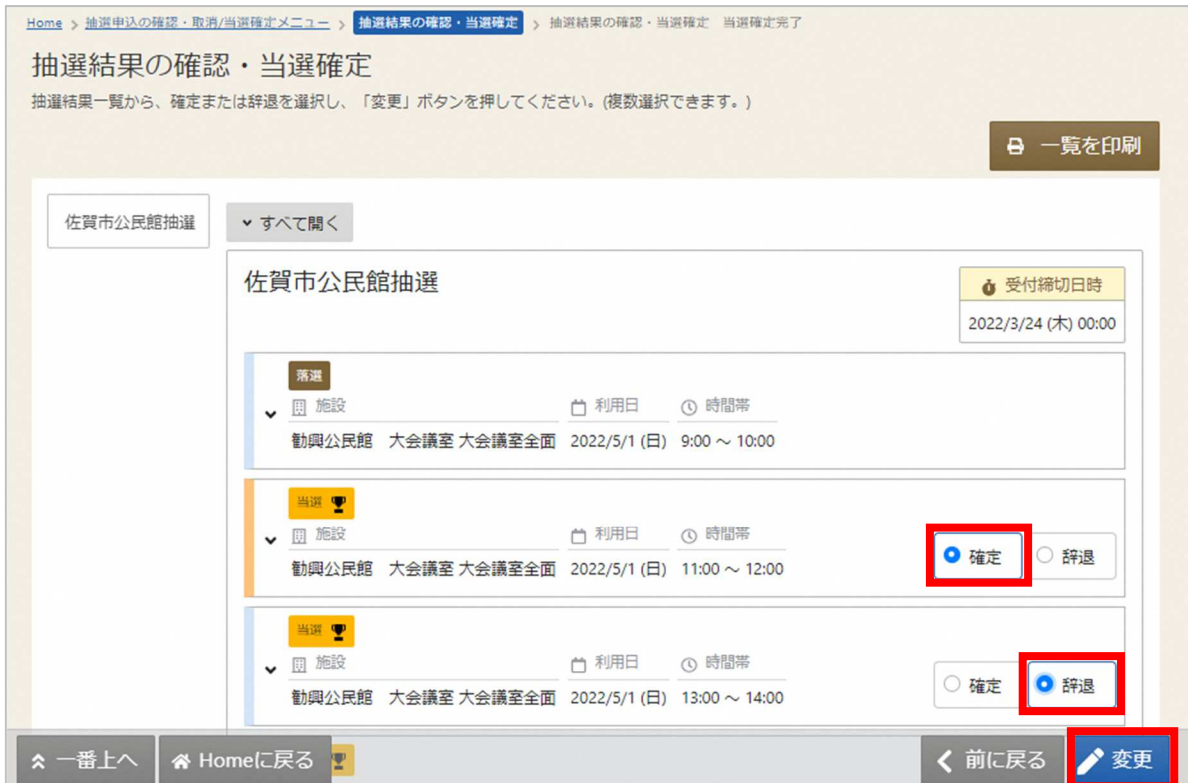 Home > 抽選申込の確認・取消/当選確定メニュー > 抽選結果の確認・当選確定 > 抽選結果の確認・当選確定 当選確定完了
抽選結果の確認・当選確定
抽選結果一覧から、確定または辞退を選択し、「変更」ボタンを押してください。(複数選択できます。)
一覧を印刷
佐賀市公民館抽選
すべて開く
佐賀市公民館抽選
受付締切日時
2022/3/24 (木) 00:00
落選
施設 利用日 時間帯
勧興公民館 大会議室 大会議室全面 2022/5/1 (日) 9:00 ～ 10:00
当選
施設 利用日 時間帯
勧興公民館 大会議室 大会議室全面 2022/5/1 (日) 11:00 ～ 12:00
確定 辞退
当選
施設 利用日 時間帯
勧興公民館 大会議室 大会議室全面 2022/5/1 (日) 13:00 ～ 14:00
確定 辞退
一番上へ Homeに戻る 前に戻る 変更